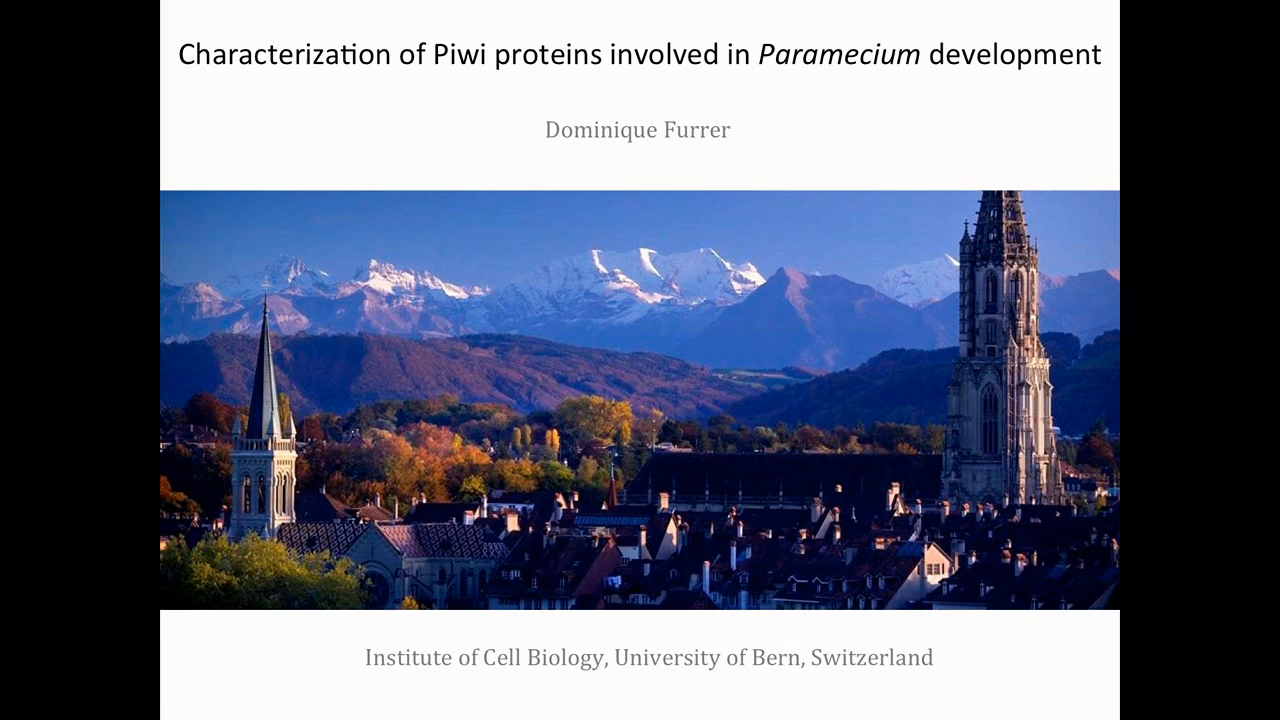 Characterization of Piwi proteins involved in Paramecium development
Dominique Furrer
Institute of Cell Biology, University of Bern, Switzerland